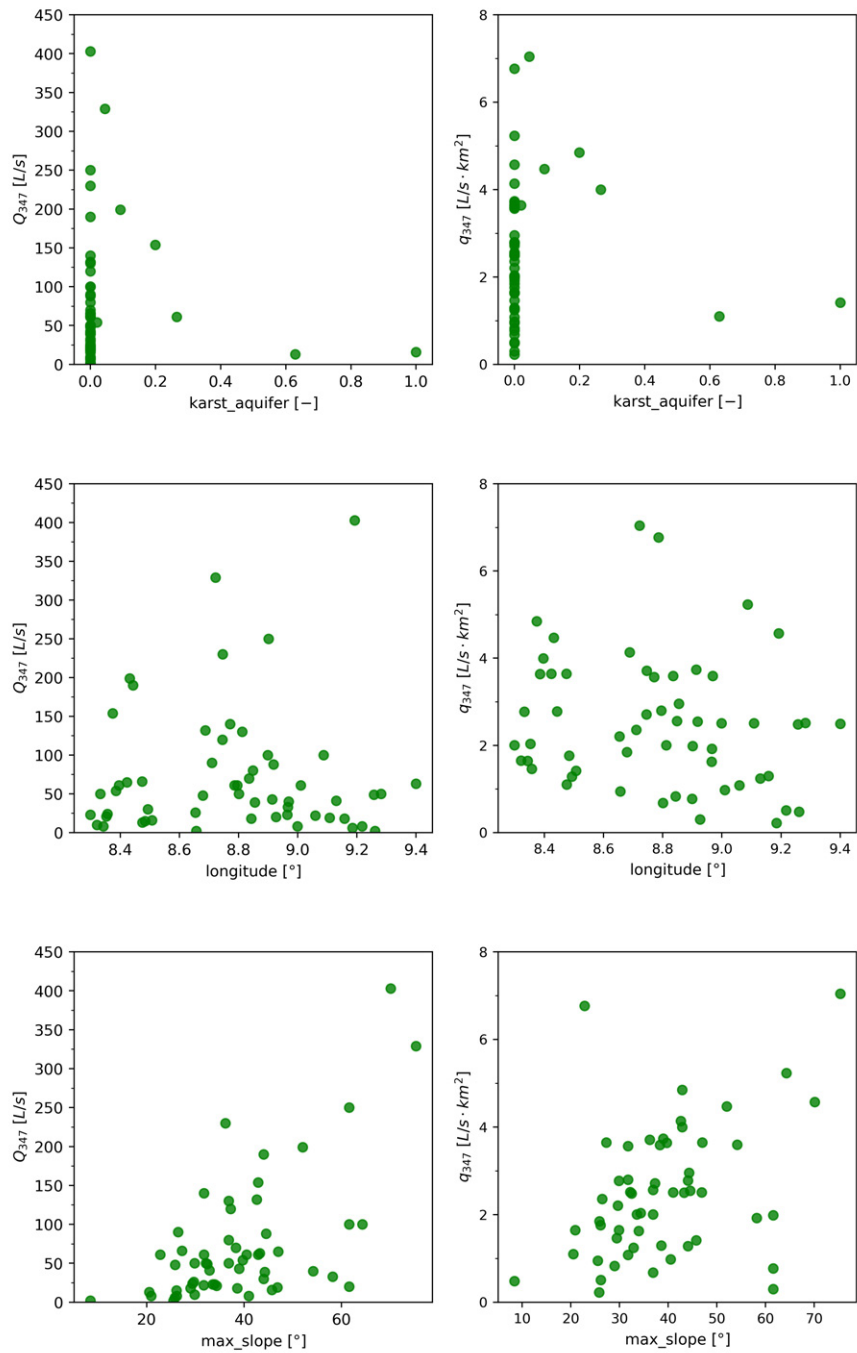 450
400
350
300
250
200
150
100
50
0
Q347 [L/s]
0.0 0.2 0.4 0.6 0.8 1.0
karst_aquifer [−]
8
6
4
2
0
q347 [L/s · km²]
0.0 0.2 0.4 0.6 0.8 1.0
karst_aquifer [−]
450
400
350
300
250
200
150
100
50
0
Q347 [L/s]
8.4 8.6 8.8 9.0 9.2 9.4
longitude [°]
8
6
4
2
0
q347 [L/s · km²]
8.4 8.6 8.8 9.0 9.2 9.4
longitude [°]
450
400
350
300
250
200
150
100
50
0
Q347 [L/s]
20 40 60
max_slope [°]
8
6
4
2
0
q347 [L/s · km²]
10 20 30 40 50 60 70
max_slope [°]